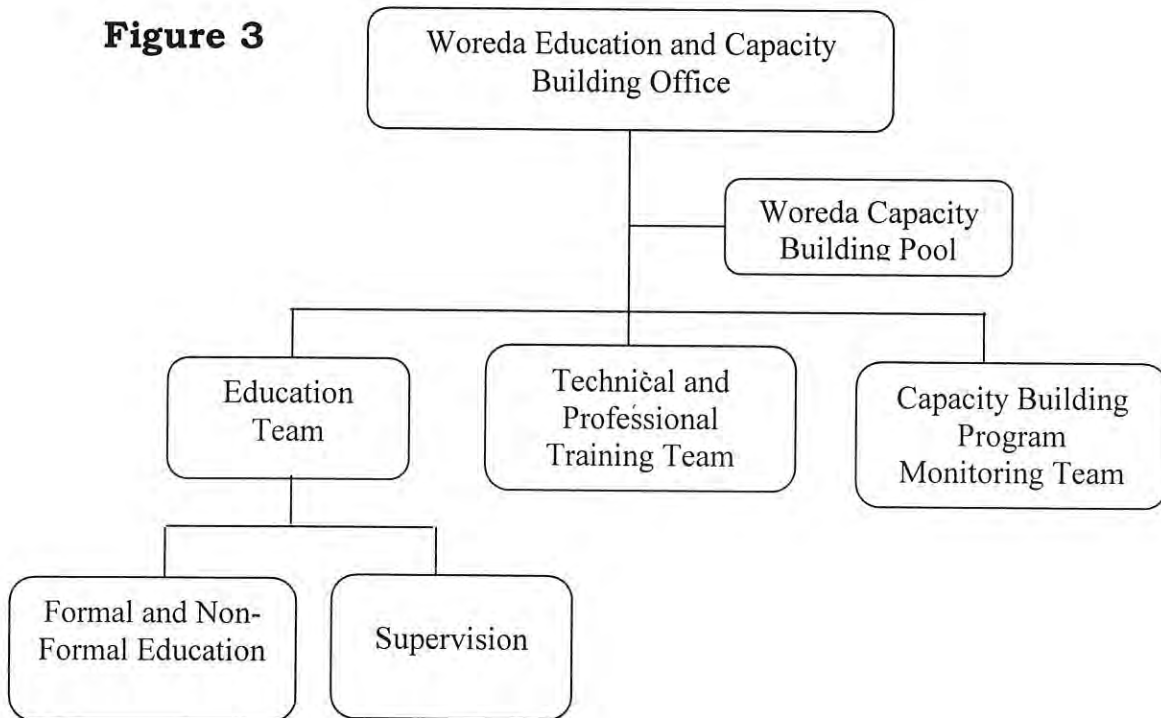 Figure 3
Woreda Education and Capacity
Building Office
Woreda Capacity
Building Pool
Education
Team
Technical and
Professional
Training Team
Capacity Building
Program
Monitoring Team
Formal and Non-
Formal Education
Supervision